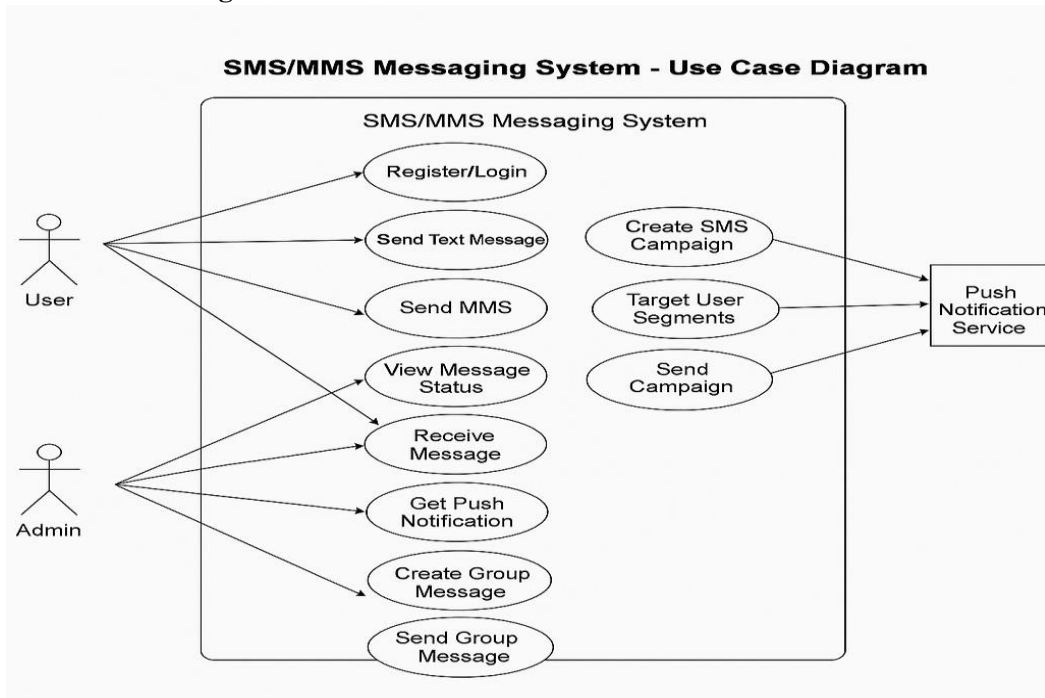 SMS/MMS Messaging System - Use Case Diagram
SMS/MMS Messaging System
Register/Login
Send Text Message
Send MMS
View Message
Status
Receive
Message
Get Push
Notification
Create Group
Message
Send Group
Message
Create SMS
Campaign
Target User
Segments
Send
Campaign
User
Admin
Push
Notification
Service